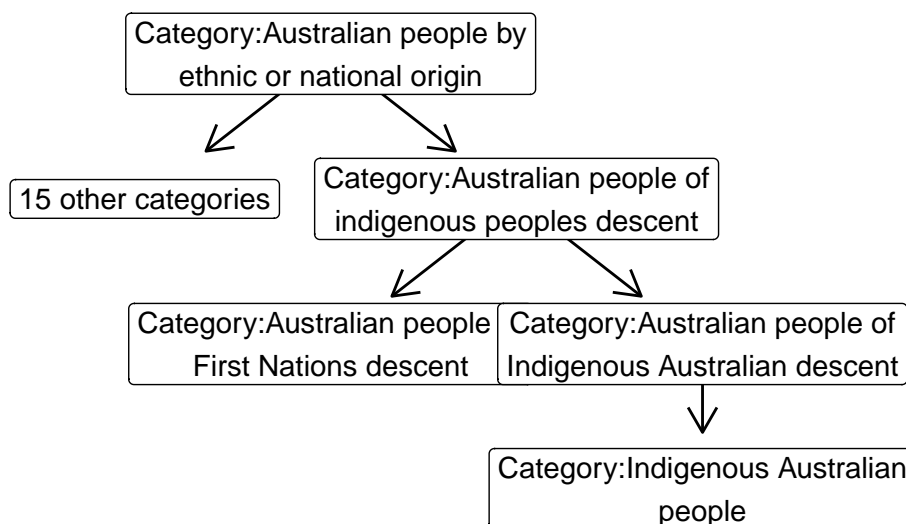 Category:Australian people by
ethnic or national origin
15 other categories
Category:Australian people of
indigenous peoples descent
Category:Australian people
First Nations descent
Category:Australian people of
Indigenous Australian descent
Category:Indigenous Australian
people